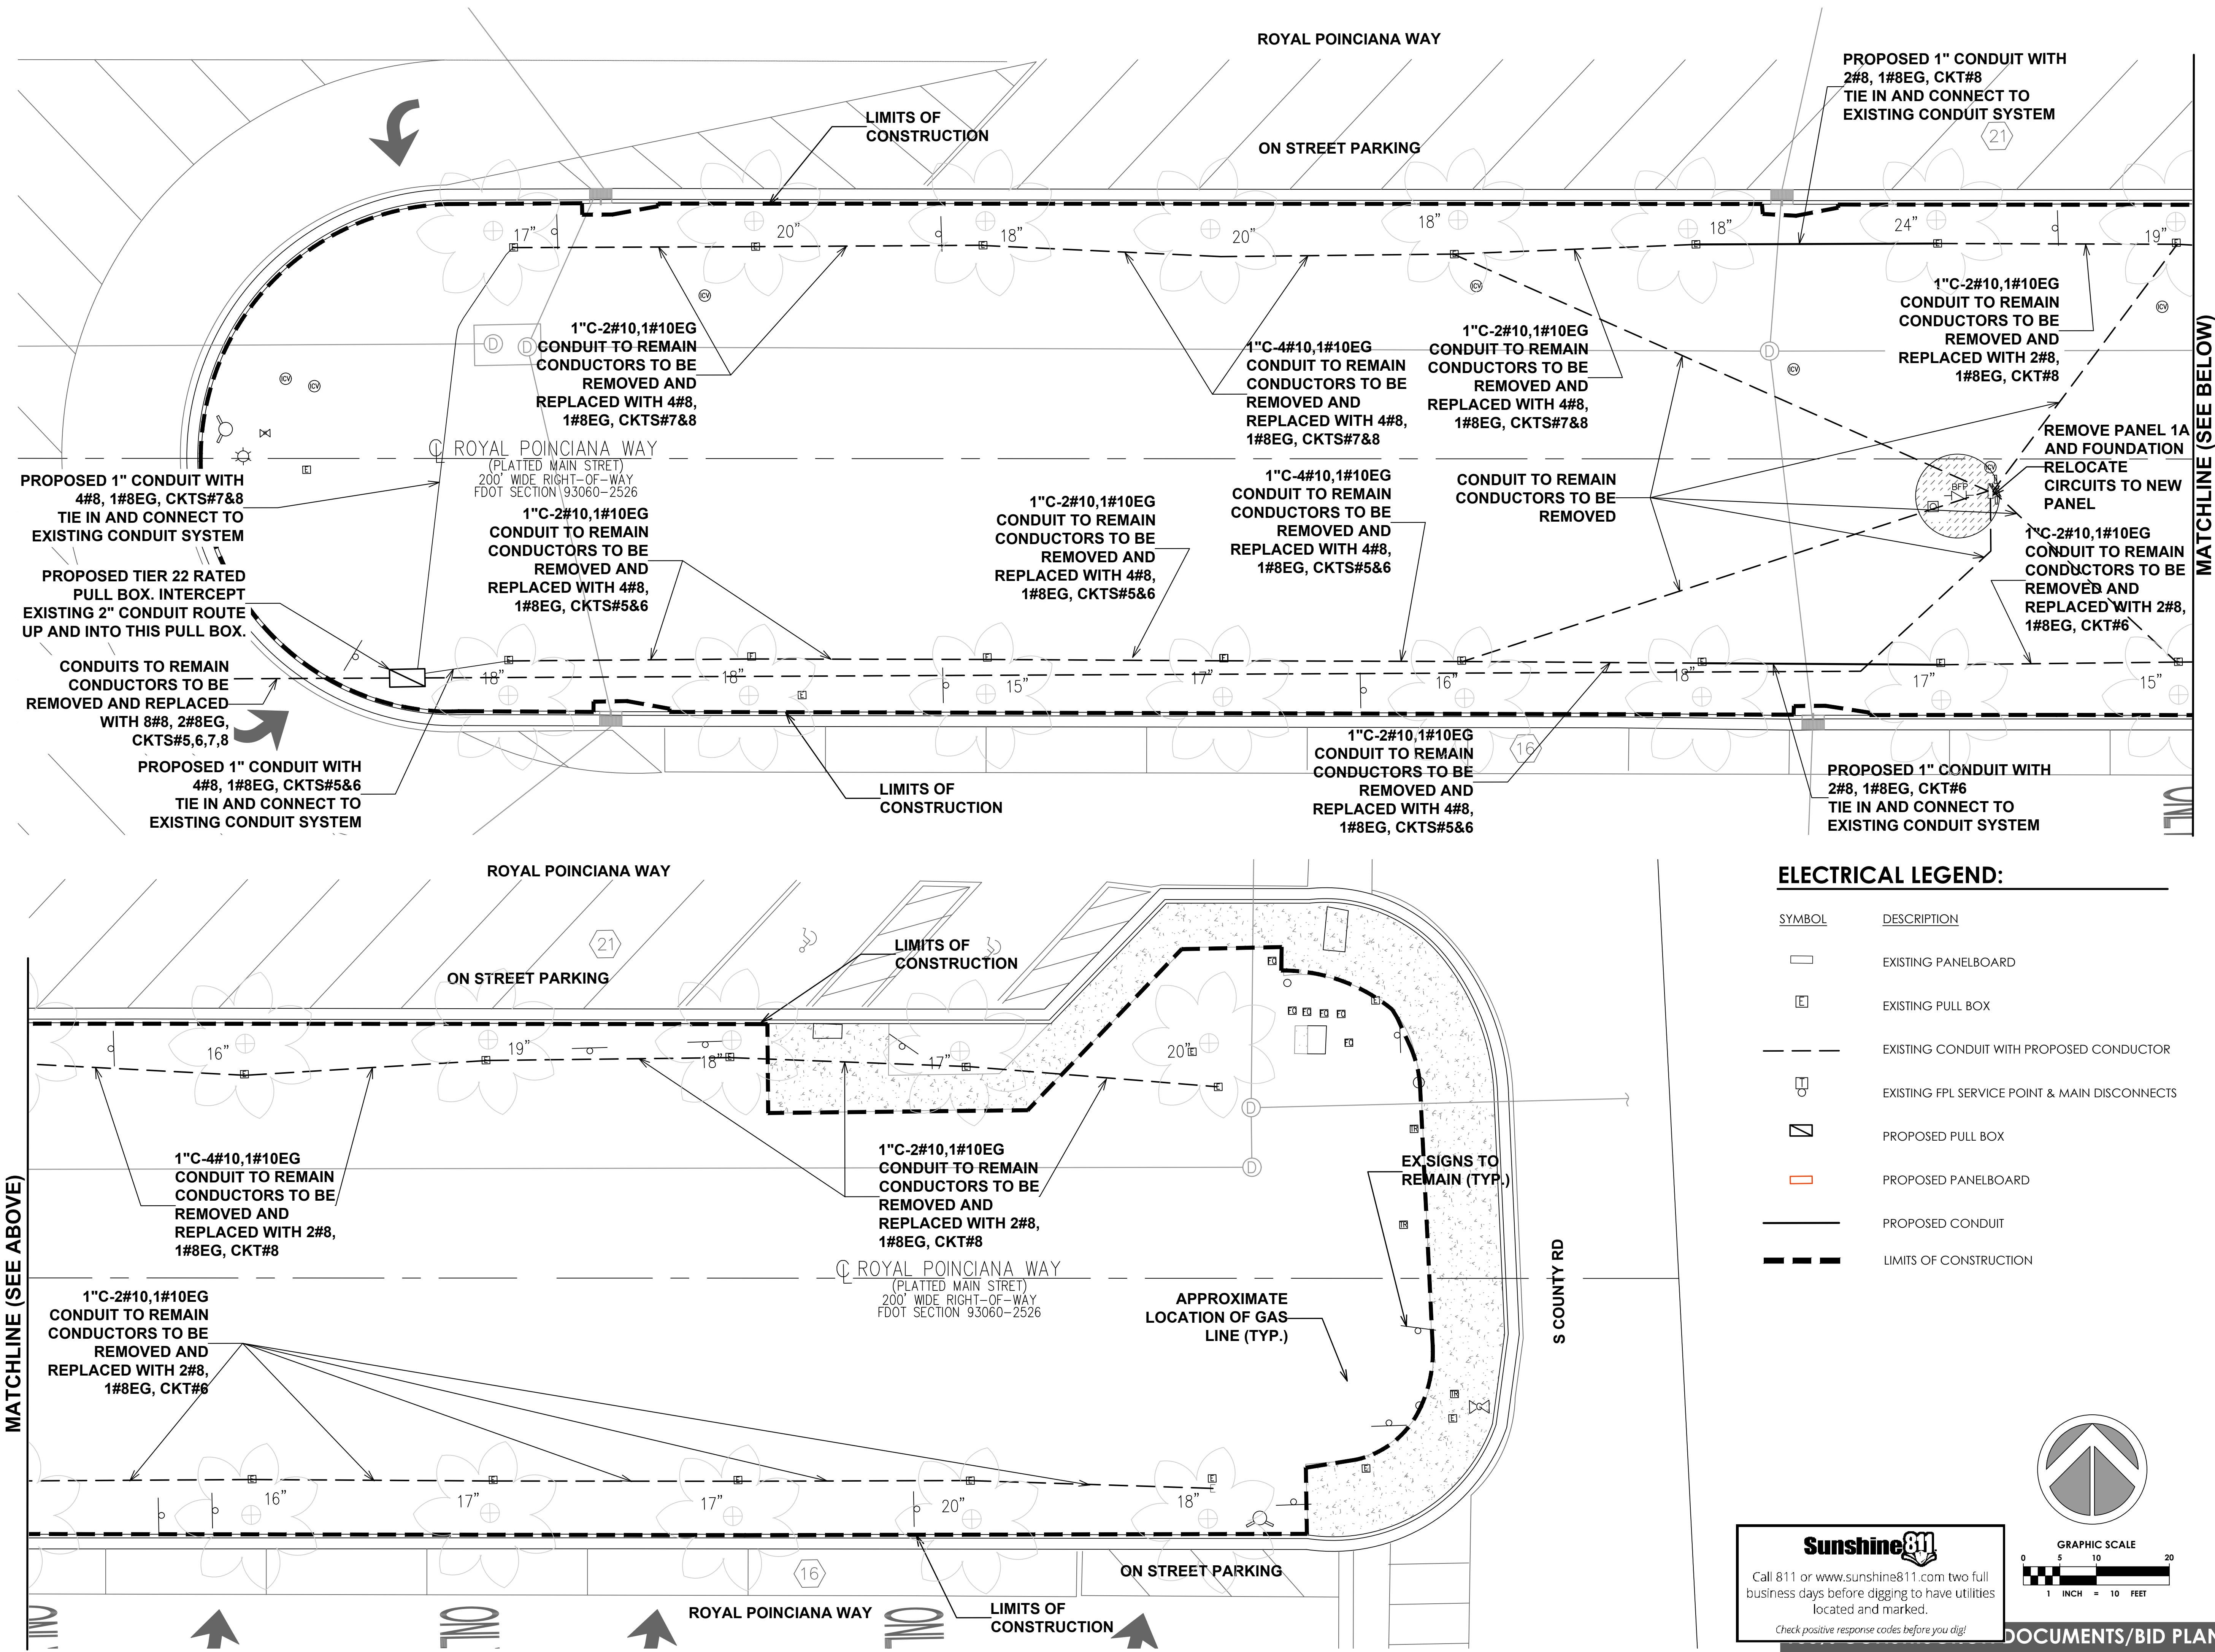 ROYAL POINCIANA WAY
PROPOSED 1" CONDUIT WITH
2#8, 1#8EG, CKT#8
TIE IN AND CONNECT TO
EXISTING CONDUIT SYSTEM
21
LIMITS OF
CONSTRUCTION
ON STREET PARKING
17”
20”
18”
20”
18”
18”
24”
19”
1"C-2#10,1#10EG
CONDUIT TO REMAIN
CONDUCTORS TO BE
REMOVED AND
REPLACED WITH 4#8,
1#8EG, CKTS#7&8
1"C-4#10,1#10EG
CONDUIT TO REMAIN
CONDUCTORS TO BE
REMOVED AND
REPLACED WITH 4#8,
1#8EG, CKTS#7&8
1"C-2#10,1#10EG
CONDUIT TO REMAIN
CONDUCTORS TO BE
REMOVED AND
REPLACED WITH 4#8,
1#8EG, CKTS#7&8
1"C-2#10,1#10EG
CONDUIT TO REMAIN
CONDUCTORS TO BE
REMOVED AND
REPLACED WITH 2#8,
1#8EG, CKT#8
MATCHLINE (SEE BELOW)
REMOVE PANEL 1A
AND FOUNDATION
RELOCATE
CIRCUITS TO NEW
PANEL
BFP
ROYAL POINCIANA WAY
(PLATTED MAIN STRET)
200' WIDE RIGHT-OF-WAY
FDOT SECTION 93060-2526
PROPOSED 1" CONDUIT WITH
4#8, 1#8EG, CKTS#7&8
TIE IN AND CONNECT TO
EXISTING CONDUIT SYSTEM
1"C-2#10,1#10EG
CONDUIT TO REMAIN
CONDUCTORS TO BE
REMOVED AND
REPLACED WITH 4#8,
1#8EG, CKTS#5&6
1"C-2#10,1#10EG
CONDUIT TO REMAIN
CONDUCTORS TO BE
REMOVED AND
REPLACED WITH 4#8,
1#8EG, CKTS#5&6
1"C-4#10,1#10EG
CONDUIT TO REMAIN
CONDUCTORS TO BE
REMOVED AND
REPLACED WITH 4#8,
1#8EG, CKTS#5&6
CONDUIT TO REMAIN
CONDUCTORS TO BE
REMOVED
1"C-2#10,1#10EG
CONDUIT TO REMAIN
CONDUCTORS TO BE
REMOVED AND
REPLACED WITH 2#8,
1#8EG, CKT#6
PROPOSED TIER 22 RATED
PULL BOX. INTERCEPT
EXISTING 2" CONDUIT ROUTE
UP AND INTO THIS PULL BOX.
CONDUITS TO REMAIN
CONDUCTORS TO BE
REMOVED AND REPLACED
WITH 8#8, 2#8EG,
CKTS#5,6,7,8
18”
18”
15”
17”
16”
18”
17”
15”
PROPOSED 1" CONDUIT WITH
4#8, 1#8EG, CKTS#5&6
TIE IN AND CONNECT TO
EXISTING CONDUIT SYSTEM
LIMITS OF
CONSTRUCTION
1"C-2#10,1#10EG
CONDUIT TO REMAIN
CONDUCTORS TO BE
REMOVED AND
REPLACED WITH 4#8,
1#8EG, CKTS#5&6
16
PROPOSED 1" CONDUIT WITH
2#8, 1#8EG, CKT#6
TIE IN AND CONNECT TO
EXISTING CONDUIT SYSTEM
ROYAL POINCIANA WAY
21
ON STREET PARKING
LIMITS OF
CONSTRUCTION
16”
19”
18”
17”
20”
1"C-4#10,1#10EG
CONDUIT TO REMAIN
CONDUCTORS TO BE
REMOVED AND
REPLACED WITH 2#8,
1#8EG, CKT#8
1"C-2#10,1#10EG
CONDUIT TO REMAIN
CONDUCTORS TO BE
REMOVED AND
REPLACED WITH 2#8,
1#8EG, CKT#8
EX SIGNS TO
REMAIN (TYP.)
MATCHLINE (SEE ABOVE)
ROYAL POINCIANA WAY
(PLATTED MAIN STRET)
200' WIDE RIGHT-OF-WAY
FDOT SECTION 93060-2526
1"C-2#10,1#10EG
CONDUIT TO REMAIN
CONDUCTORS TO BE
REMOVED AND
REPLACED WITH 2#8,
1#8EG, CKT#6
APPROXIMATE
LOCATION OF GAS
LINE (TYP.)
S COUNTY RD
16”
17”
17”
20”
18”
16
ON STREET PARKING
ROYAL POINCIANA WAY
LIMITS OF
CONSTRUCTION
ELECTRICAL LEGEND:
SYMBOL DESCRIPTION
EXISTING PANELBOARD
E EXISTING PULL BOX
EXISTING CONDUIT WITH PROPOSED CONDUCTOR
T EXISTING FPL SERVICE POINT & MAIN DISCONNECTS
PROPOSED PULL BOX
PROPOSED PANELBOARD
PROPOSED CONDUIT
LIMITS OF CONSTRUCTION
Sunshine811
Call 811 or www.sunshine811.com two full
business days before digging to have utilities
located and marked.
Check positive response codes before you dig!
GRAPHIC SCALE
0 5 10 20
1 INCH = 10 FEET
DOCUMENTS/BID PLAN